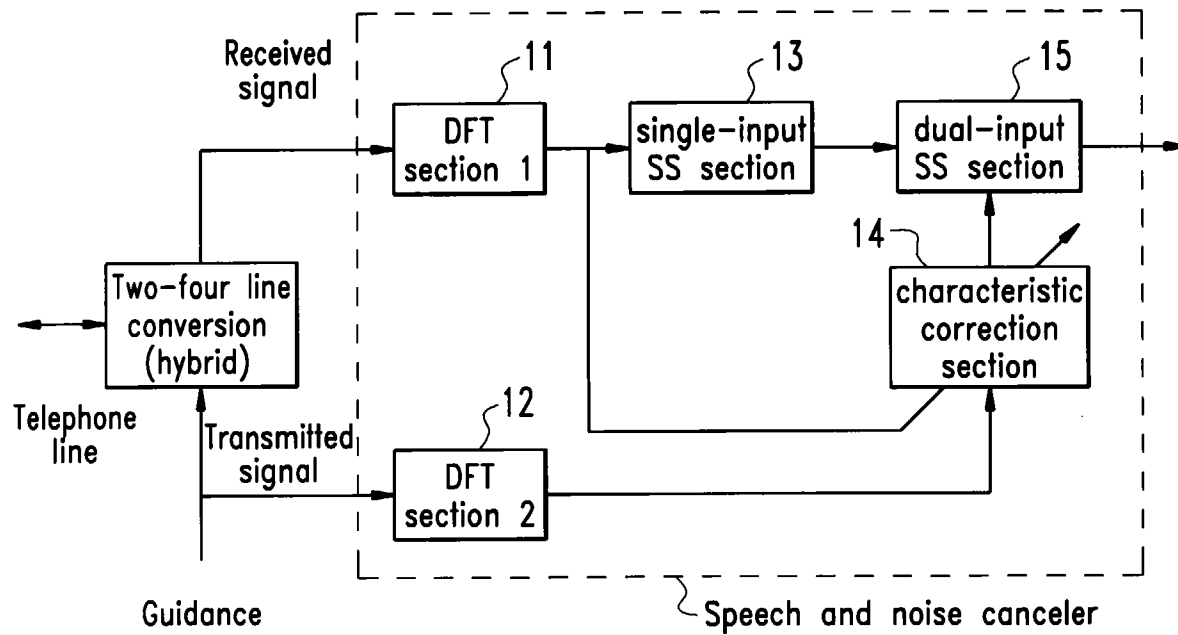 Received
signal
11
13
15
DFT
section 1
single-input
SS section
dual-input
SS section
14
Two-four line
conversion
(hybrid)
characteristic
correction
section
Telephone
line
Transmitted
signal
12
DFT
section 2
Guidance
Speech and noise canceler